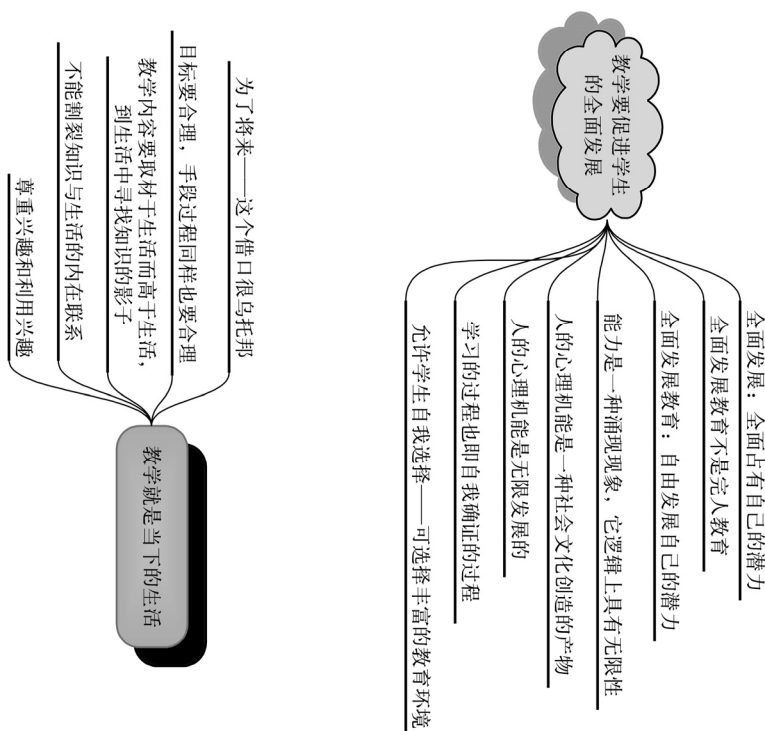 教学要促进学生
的全面发展
全面发展：全面占有自己的潜力
全面发展教育不是完人教育
全面发展教育：自由发展自己的潜力
能力是一种涌现现象，它逻辑上具有无限性
人的心理机能是一种社会文化创造的产物
人的心理机能是无限发展的
学习的过程也即自我确证的过程
允许学生自我选择——可选择丰富的教育环境
为了将来——这个借口很乌托邦
目标要合理，手段过程同样也要合理
教学内容要取材于生活而高于生活，
到生活中寻找知识的影子
不能割裂知识与生活的内在联系
尊重兴趣和利用兴趣
教学就是当下的生活